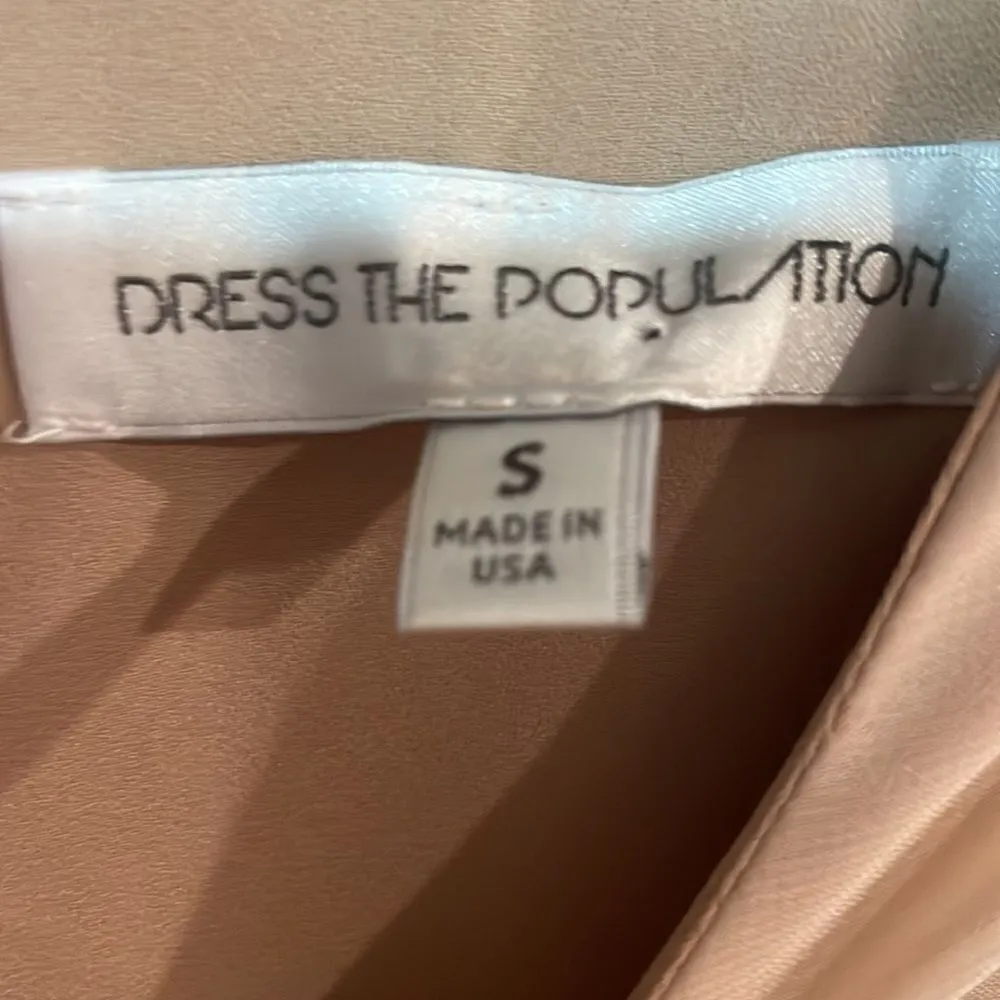 DRESS THE POPULATION
S
MADE IN
USA